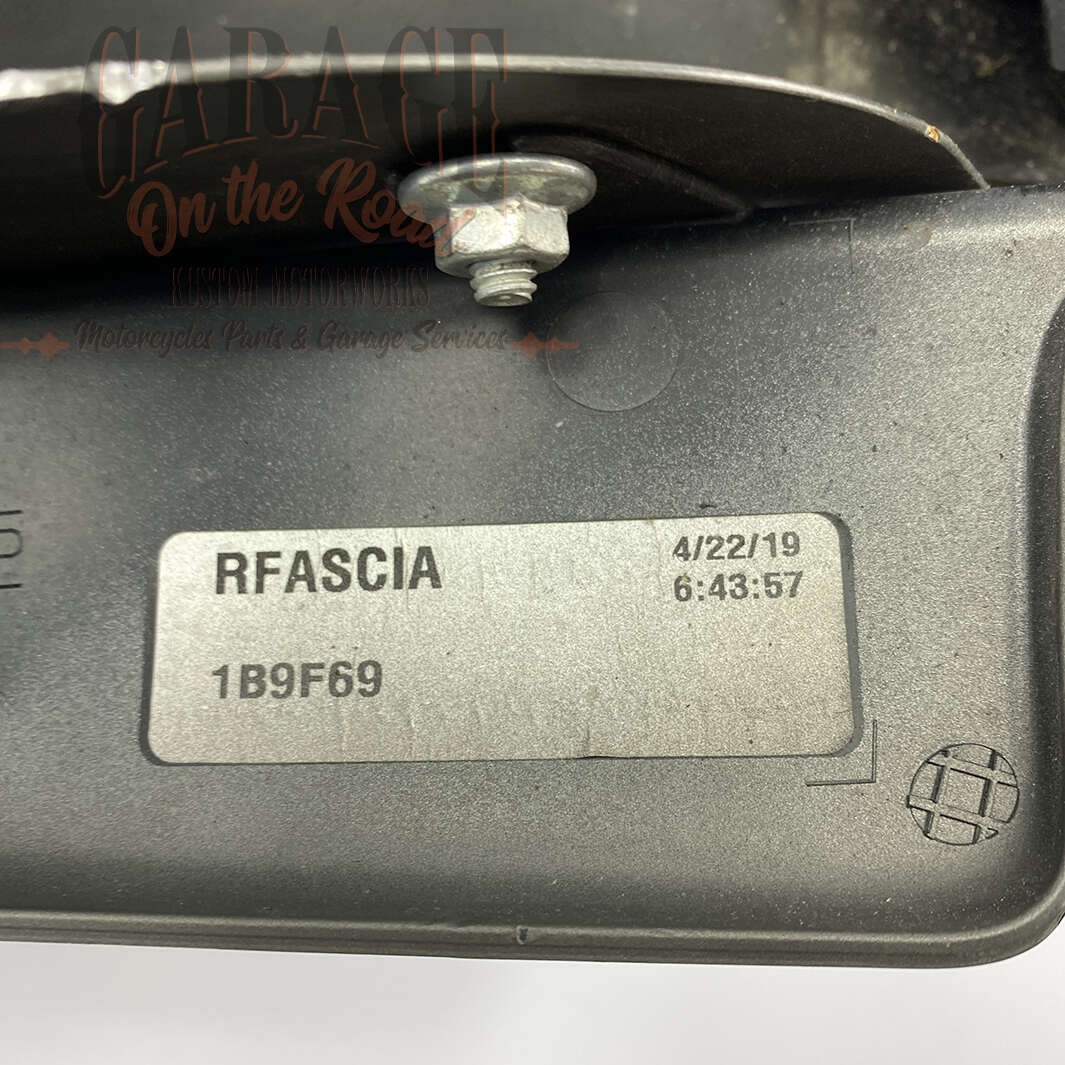 GARAGE
On the Road
KUSTOM MOTORWORKS
Motorcycles Parts & Garage Services
RFASCIA
4/22/19
6:43:57
1B9F69